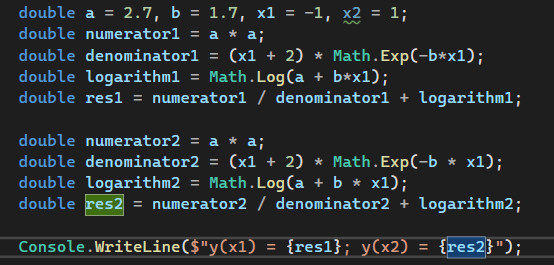 double a = 2.7, b = 1.7, x1 = -1, x2 = 1;
double numerator1 = a * a;
double denominator1 = (x1 + 2) * Math.Exp(-b*x1);
double logarithm1 = Math.Log(a + b*x1);
double res1 = numerator1 / denominator1 + logarithm1;
double numerator2 = a * a;
double denominator2 = (x1 + 2) * Math.Exp(-b * x1);
double logarithm2 = Math.Log(a + b * x1);
double res2 = numerator2 / denominator2 + logarithm2;
Console.WriteLine($"y(x1) = {res1}; y(x2) = {res2}");